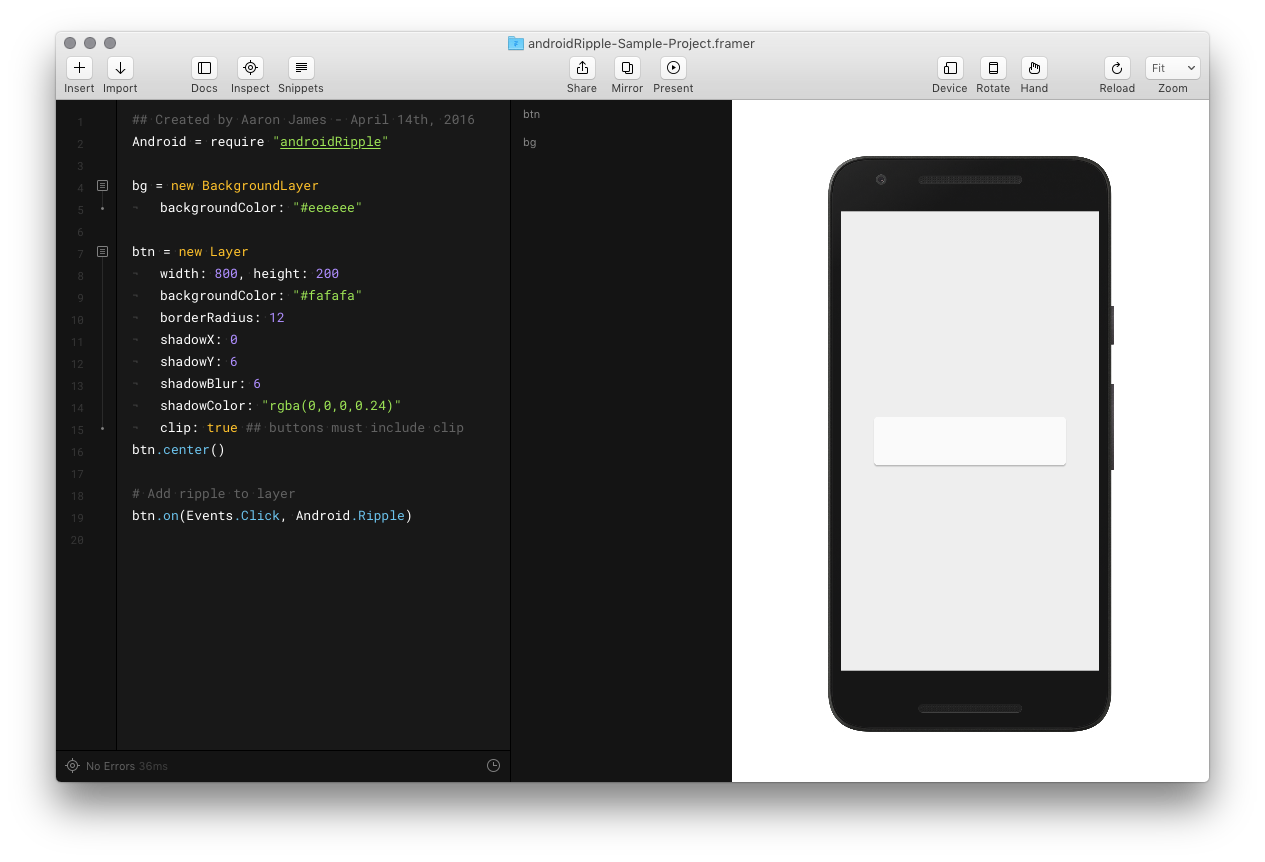 androidRipple-Sample-Project.framer
Insert Import Docs Inspect Snippets Share Mirror Present Device Rotate Hand Reload Fit Zoom
1 ## Created by Aaron James - April 14th, 2016
2 Android = require "androidRipple"
3
4 bg = new BackgroundLayer
5 backgroundColor: "#eeeeee"
6
7 btn = new Layer
8 width: 800, height: 200
9 backgroundColor: "#fafafa"
10 borderRadius: 12
11 shadowX: 0
12 shadowY: 6
13 shadowBlur: 6
14 shadowColor: "rgba(0,0,0,0.24)"
15 clip: true ## buttons must include clip
16 btn.center()
17
18 # Add ripple to layer
19 btn.on(Events.Click, Android.Ripple)
20
btn
bg
No Errors 36ms